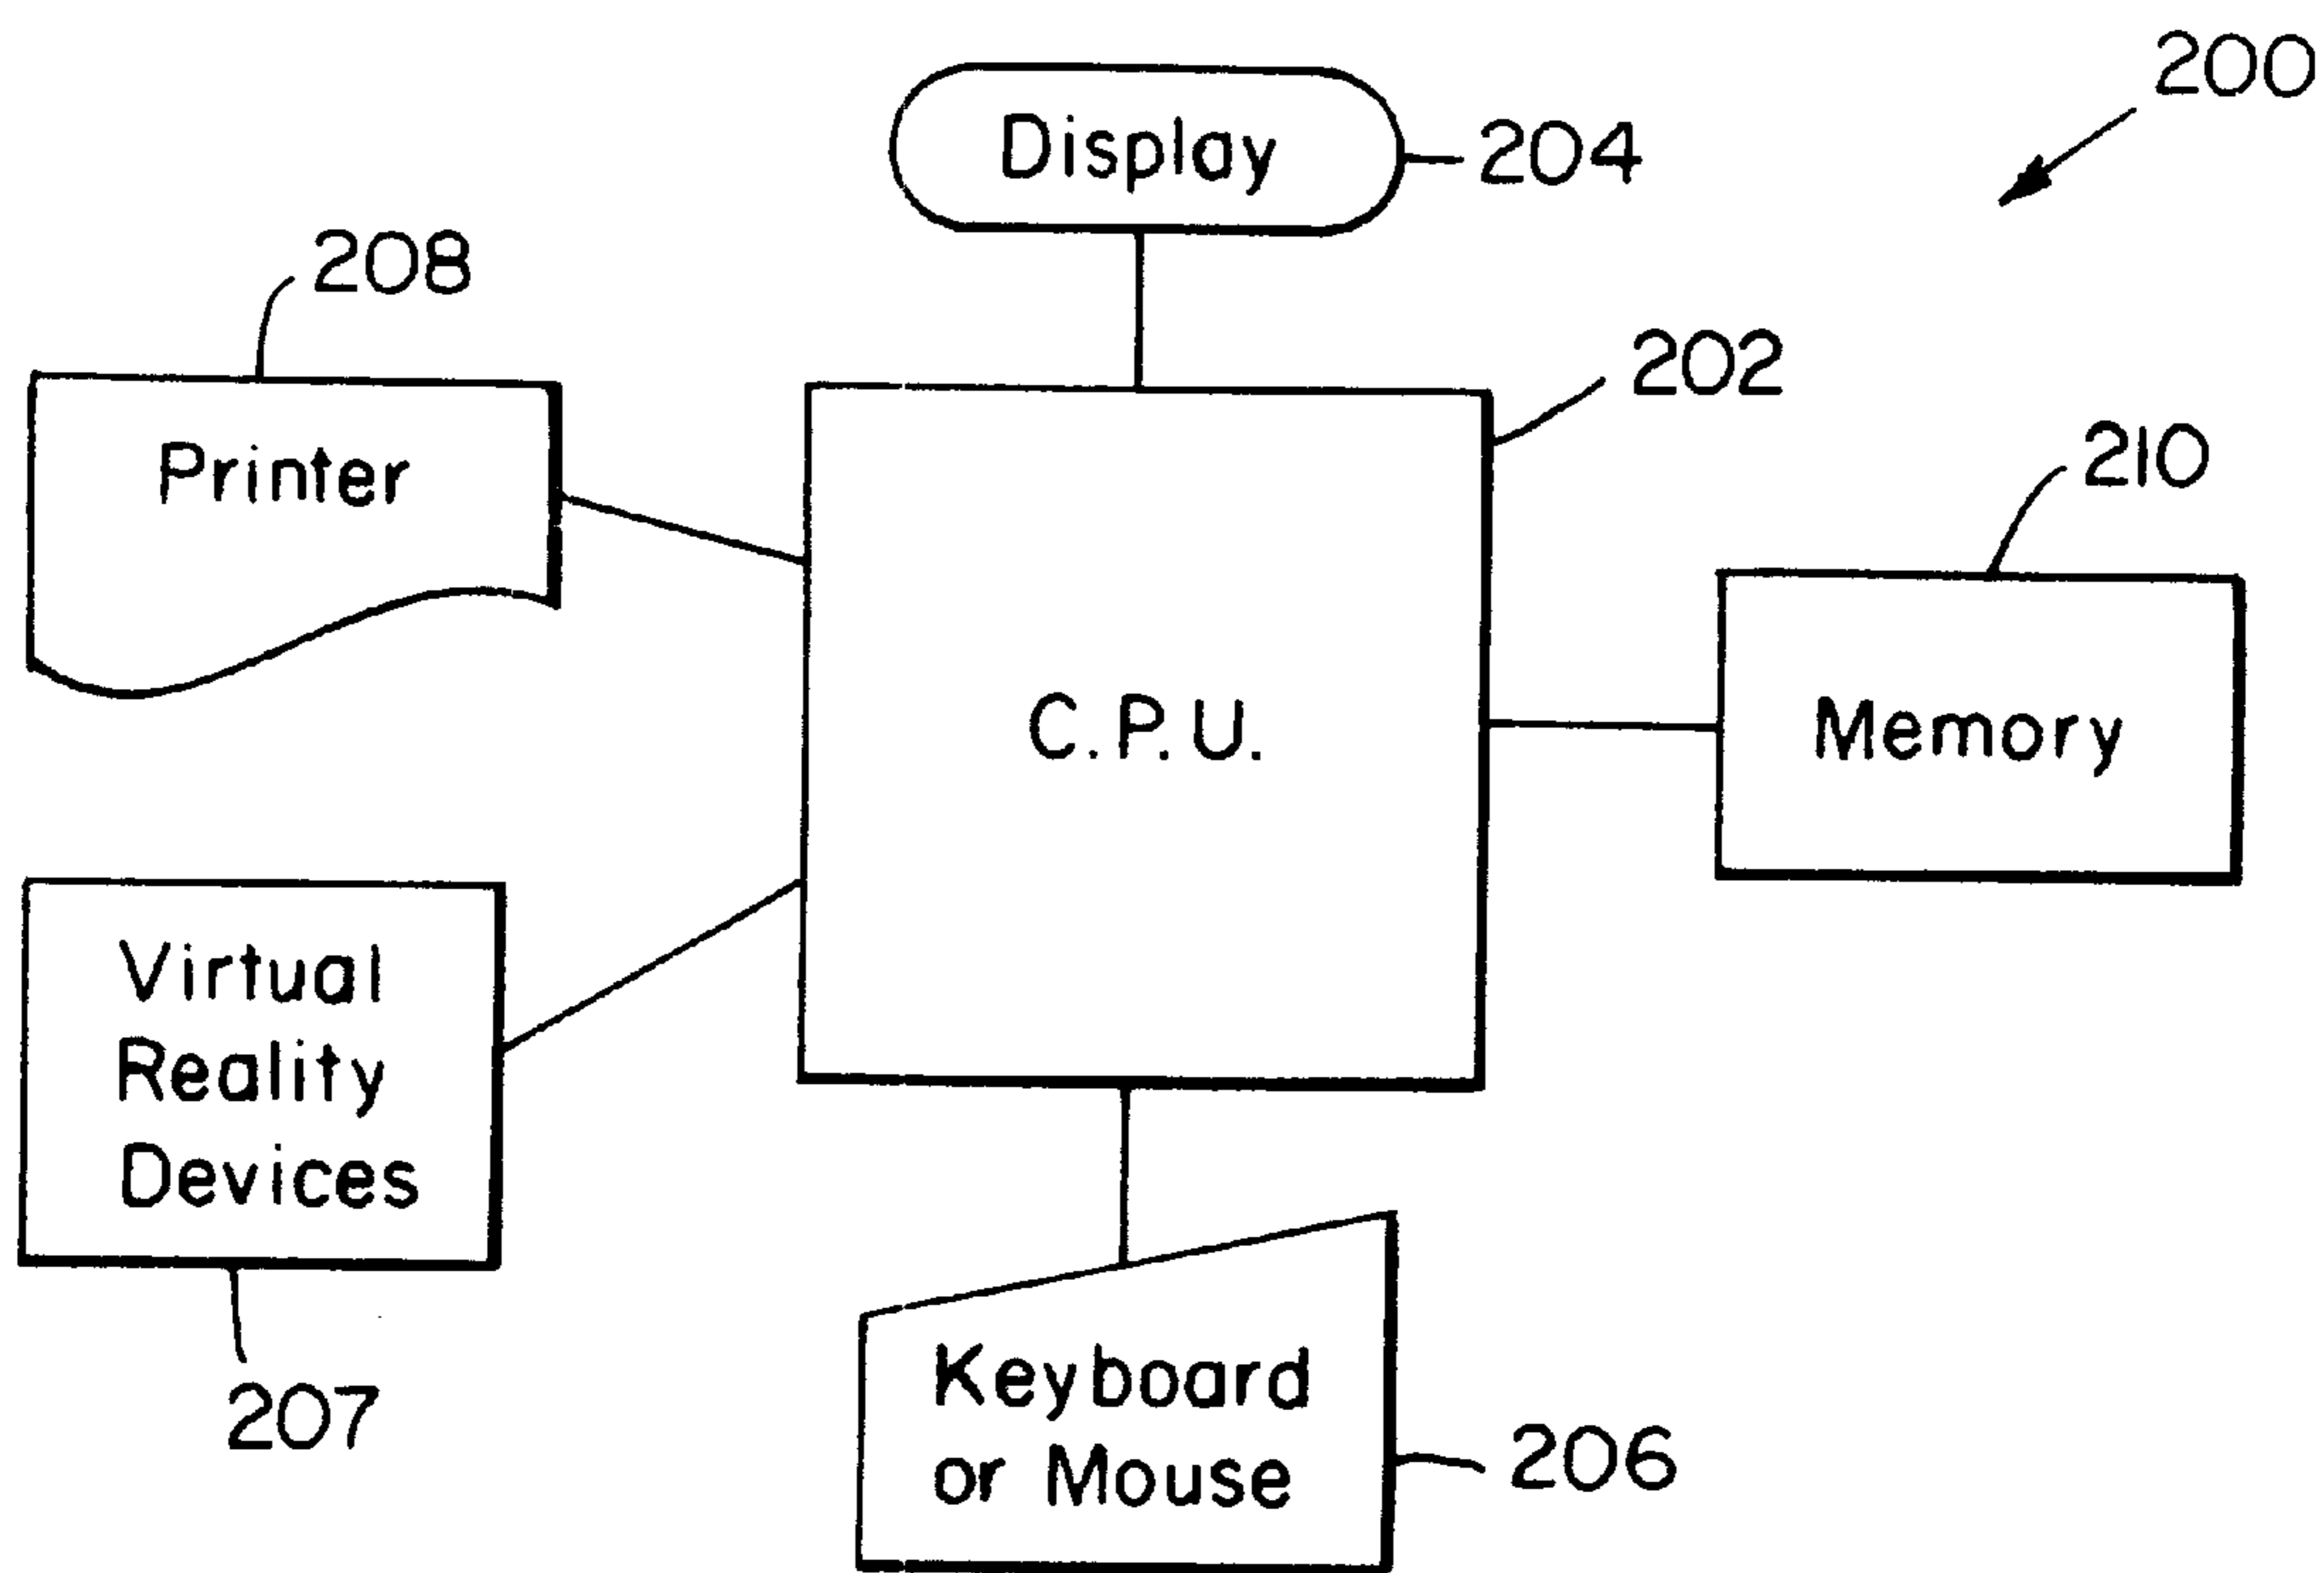 200
Display
204
208
202
Printer
210
C.P.U.
Memory
Virtual
Reality
Devices
207
Keyboard
or Mouse
206